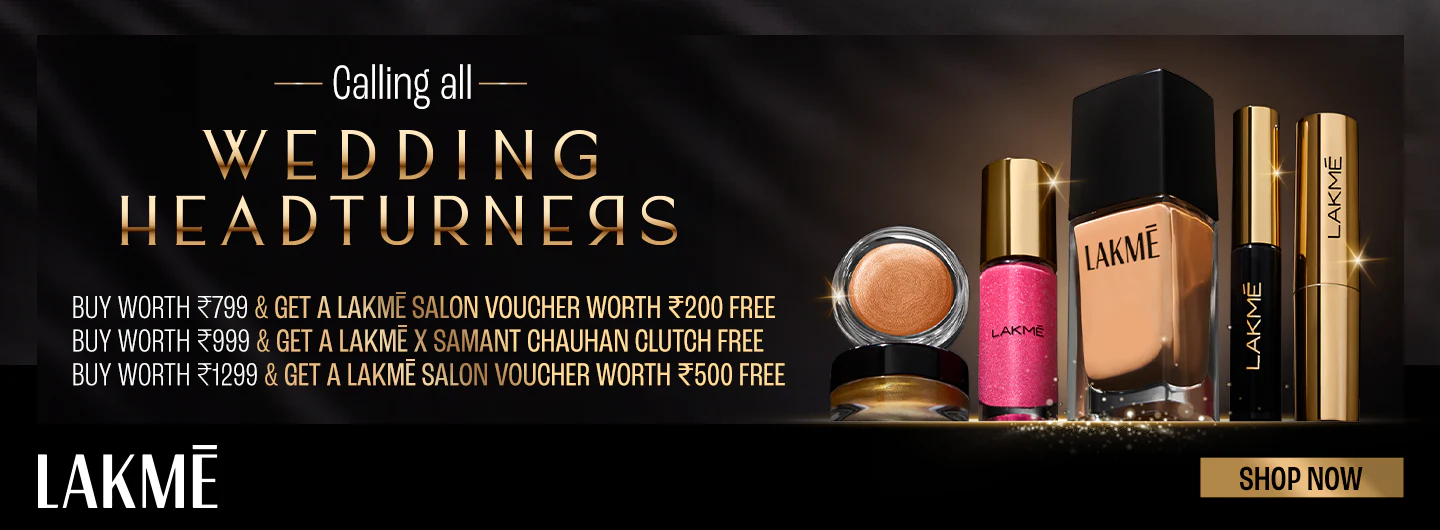 Calling all
WEDDING
HEADTURNEЯS
BUY WORTH ₹799 & GET A LAKMĒ SALON VOUCHER WORTH ₹200 FREE
BUY WORTH ₹999 & GET A LAKMĒ X SAMANT CHAUHAN CLUTCH FREE
BUY WORTH ₹1299 & GET A LAKMĒ SALON VOUCHER WORTH ₹500 FREE
LAKMĒ
LAKMĒ
LAKMĒ
LAKMĒ
LAKMĒ
SHOP NOW